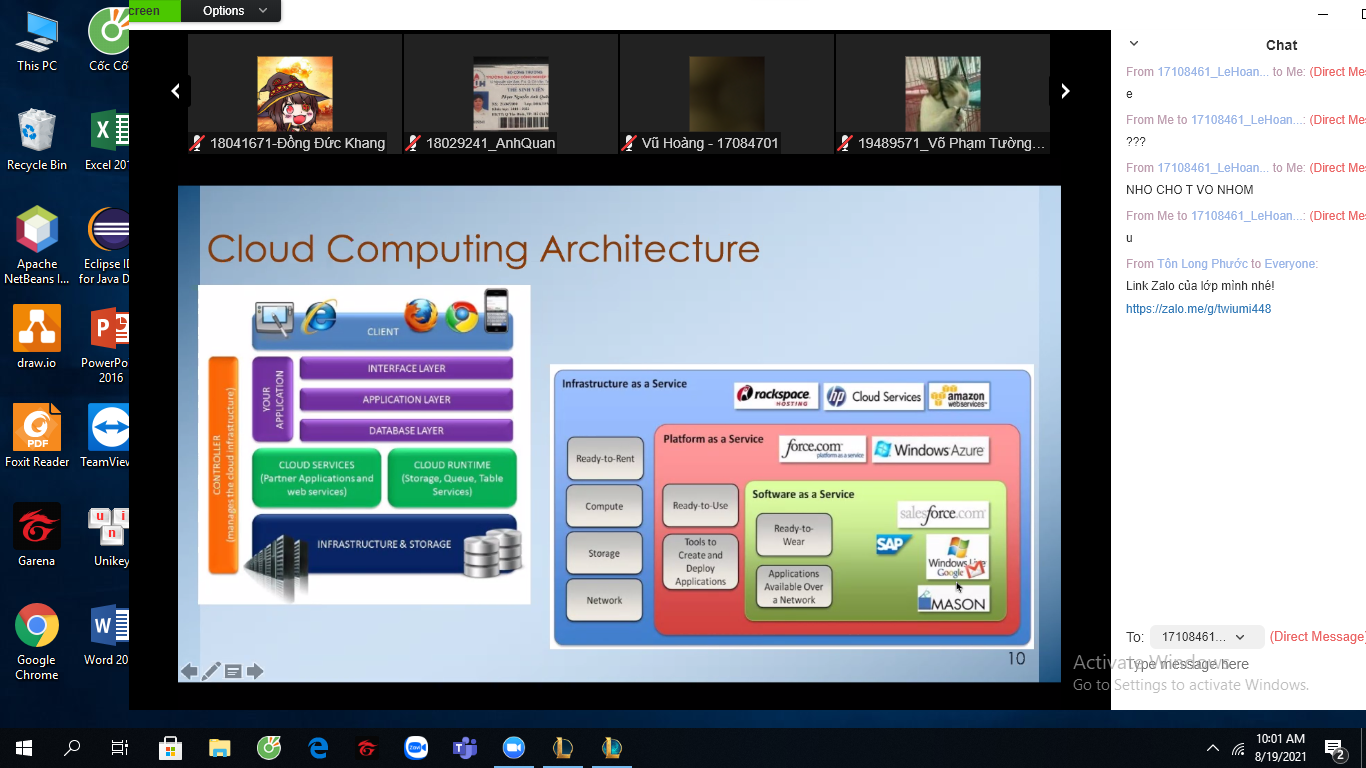 creen
Options
This PC
Cốc Cố
Recycle Bin
Excel 20
Apache
NetBeans I...
Eclipse ID
for Java D
draw.io
PowerPo
2016
Foxit Reader
TeamView
Garena
Unikey
Google
Chrome
Word 20
18041671-Đồng Đức Khang
18029241_AnhQuan
Vũ Hoàng - 17084701
19489571_Võ Phạm Tường...
THẺ SINH VIÊN
Cloud Computing Architecture
CLIENT
CONTROLLER
(manages the cloud infrastructure)
YOUR
APPLICATION
INTERFACE LAYER
APPLICATION LAYER
DATABASE LAYER
CLOUD SERVICES
(Partner Applications and
web services)
CLOUD RUNTIME
(Storage, Queue, Table
Services)
INFRASTRUCTURE & STORAGE
Infrastructure as a Service
rackspace
HOSTING
hp Cloud Services
amazon
webservices
Ready-to-Rent
Compute
Storage
Network
Platform as a Service
force.com
platform as a service
Windows Azure
Ready-to-Use
Tools to
Create and
Deploy
Applications
Software as a Service
salesforce.com
SAP
Windows Live
Google
MASON
Ready-to-
Wear
Applications
Available Over
a Network
10
Chat
From 17108461_LeHoan... to Me: (Direct Mes
e
From Me to 17108461_LeHoan...: (Direct Mes
???
From 17108461_LeHoan... to Me: (Direct Mes
NHO CHO T VO NHOM
From Me to 17108461_LeHoan...: (Direct Mes
u
From Tôn Long Phước to Everyone:
Link Zalo của lớp mình nhé!
https://zalo.me/g/twiumi448
To: 17108461... (Direct Message)
Type message here
Activate Windows
Go to Settings to activate Windows.
Zalo
10:01 AM
8/19/2021
2